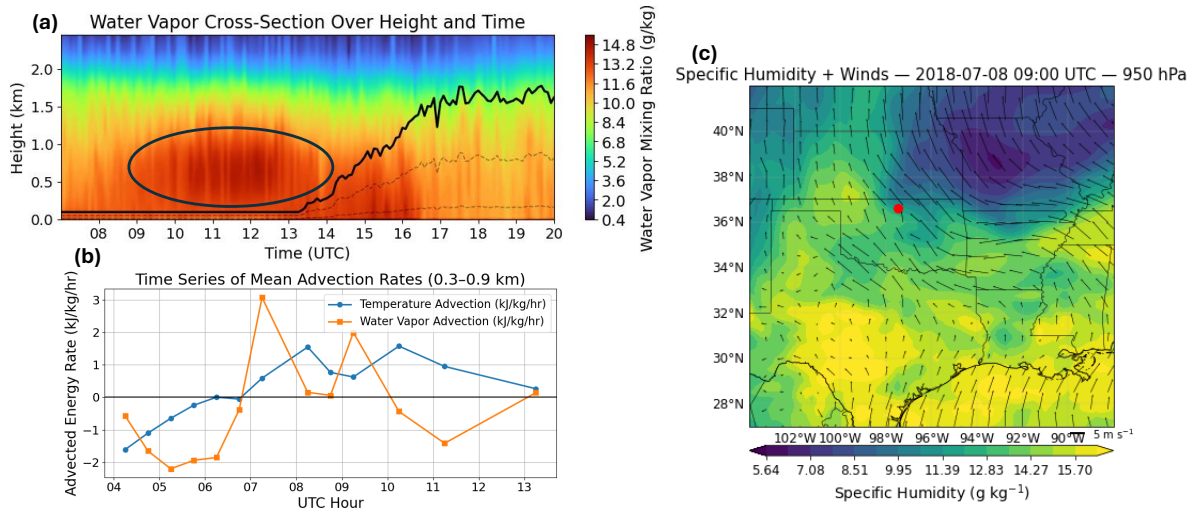 (a)
Water Vapor Cross-Section Over Height and Time
Height (km)
2.0
1.5
1.0
0.5
0.0
08 09 10 11 12 13 14 15 16 17 18 19 20
Time (UTC)
14.8
13.2
11.6
10.0
8.4
6.8
5.2
3.6
2.0
0.4
Water Vapor Mixing Ratio (g/kg)
(b)
Time Series of Mean Advection Rates (0.3–0.9 km)
Advected Energy Rate (kJ/kg/hr)
3
2
1
0
−1
−2
Temperature Advection (kJ/kg/hr)
Water Vapor Advection (kJ/kg/hr)
04 05 06 07 08 09 10 11 12 13
UTC Hour
(c)
Specific Humidity + Winds — 2018-07-08 09:00 UTC — 950 hPa
40°N
38°N
36°N
34°N
32°N
30°N
28°N
102°W 100°W 98°W 96°W 94°W 92°W 90°W 5 m s⁻¹
5.64 7.08 8.51 9.95 11.39 12.83 14.27 15.70
Specific Humidity (g kg⁻¹)